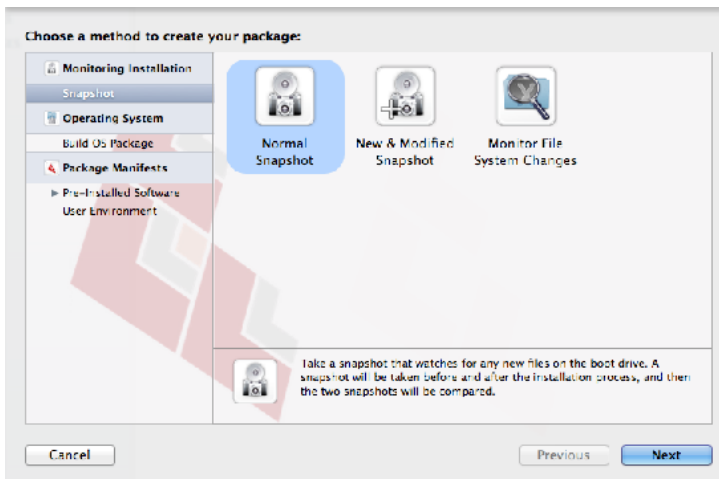 Choose a method to create your package:
Monitoring Installation
Snapshot
Operating System
Build OS Package
Package Manifests
Pre-Installed Software
User Environment
Normal
Snapshot
New & Modified
Snapshot
Monitor File
System Changes
Take a snapshot that watches for any new files on the boot drive. A
snapshot will be taken before and after the installation process, and then
the two snapshots will be compared.
Cancel
Previous
Next